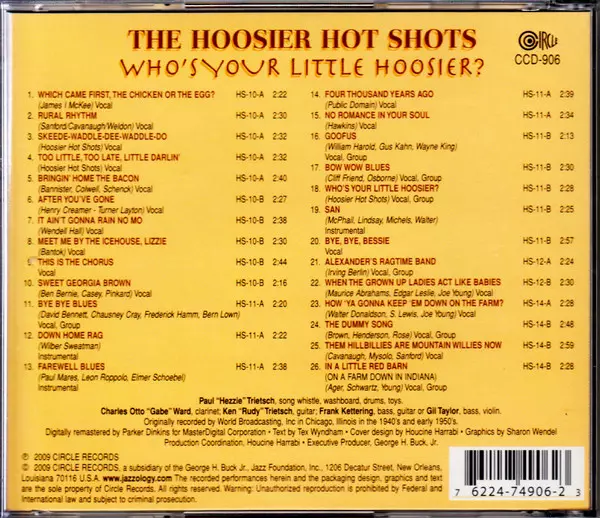 THE HOOSIER HOT SHOTS
WHO'S YOUR LITTLE HOOSIER?
CIRCLE
CCD-906
1. WHICH CAME FIRST, THE CHICKEN OR THE EGG? HS-10-A 2:22
(James I McKee) Vocal
2. RURAL RHYTHM HS-10-A 2:30
(Sanford/Cavanaugh/Weldon) Vocal
3. SKEEDE-WADDLE-DEE-WADDLE-DO HS-10-A 2:32
(Hoosier Hot Shots) Vocal
4. TOO LITTLE, TOO LATE, LITTLE DARLIN' HS-10-A 2:32
(Hoosier Hot Shots) Vocal
5. BRINGIN' HOME THE BACON HS-10-A 2:40
(Bannister, Colwell, Schenck) Vocal
6. AFTER YOU'VE GONE HS-10-B 2:27
(Henry Creamer - Turner Layton) Vocal
7. IT AIN'T GONNA RAIN NO MO HS-10-B 2:38
(Wendell Hall) Vocal
8. MEET ME BY THE ICEHOUSE, LIZZIE HS-10-B 2:30
(Bantok) Vocal
9. THIS IS THE CHORUS HS-10-B 2:44
Vocal
10. SWEET GEORGIA BROWN HS-10-B 2:16
(Ben Bernie, Casey, Pinkard) Vocal
11. BYE BYE BLUES HS-11-A 2:20
(David Bennett, Chausney Cray, Frederick Hamm, Bern Lown)
Vocal, Group
12. DOWN HOME RAG HS-11-A 2:22
(Wilber Sweatman)
Instrumental
13. FAREWELL BLUES HS-11-A 2:38
(Paul Mares, Leon Roppolo, Elmer Schoebel)
Instrumental
14. FOUR THOUSAND YEARS AGO HS-11-A 2:39
(Public Domain) Vocal
15. NO ROMANCE IN YOUR SOUL HS-11-A 2:34
(Hawkins) Vocal
16. GOOFUS HS-11-B 2:13
(William Harold, Gus Kahn, Wayne King)
Vocal, Group
17. BOW WOW BLUES HS-11-B 2:30
(Cliff Friend, Osborne) Vocal, Group
18. WHO'S YOUR LITTLE HOOSIER? HS-11-B 2:28
(Hoosier Hot Shots) Vocal, Group
19. SAN HS-11-B 2:25
(McPhail, Lindsay, Michels, Walter)
Instrumental
20. BYE, BYE, BESSIE HS-11-B 2:57
Vocal
21. ALEXANDER'S RAGTIME BAND HS-12-A 2:24
(Irving Berlin) Vocal, Group
22. WHEN THE GROWN UP LADIES ACT LIKE BABIES HS-12-B 2:30
(Maurice Abrahams, Edgar Leslie, Joe Young) Vocal
23. HOW 'YA GONNA KEEP 'EM DOWN ON THE FARM? HS-14-A 2:28
(Walter Donaldson, S. Lewis, Joe Young) Vocal
24. THE DUMMY SONG HS-14-B 2:48
(Brown, Henderson, Rose) Vocal, Group
25. THEM HILLBILLIES ARE MOUNTAIN WILLIES NOW HS-14-B 2:59
(Cavanaugh, Mysolo, Sanford) Vocal
26. IN A LITTLE RED BARN HS-14-B 2:28
(ON A FARM DOWN IN INDIANA)
(Ager, Schwartz, Young) Vocal, Group
Paul "Hezzie" Trietsch, song whistle, washboard, drums, toys.
Charles Otto "Gabe" Ward, clarinet; Ken "Rudy" Trietsch, guitar; Frank Kettering, bass, guitar or Gil Taylor, bass, violin.
Originally recorded by World Broadcasting, Inc in Chicago, Illinois in the 1940's and early 1950's.
Digitally remastered by Parker Dinkins for MasterDigital Corporation • Text by Tex Wyndham • Cover design by Houcine Harrabi • Graphics by Sharon Wendel
Production Coordination, Houcine Harrabi • Executive Producer, George H. Buck, Jr.
℗ 2009 CIRCLE RECORDS
© 2009 CIRCLE RECORDS, a subsidiary of the George H. Buck Jr., Jazz Foundation, Inc., 1206 Decatur Street, New Orleans,
Louisiana 70116 U.S.A. www.jazzology.com The recorded performances herein and the packaging design, graphics and text
are the sole property of Circle Records. All rights reserved. Warning: Unauthorized reproduction is prohibited by Federal and
International law and subject to criminal prosecution.
7 62247-4906-2 3